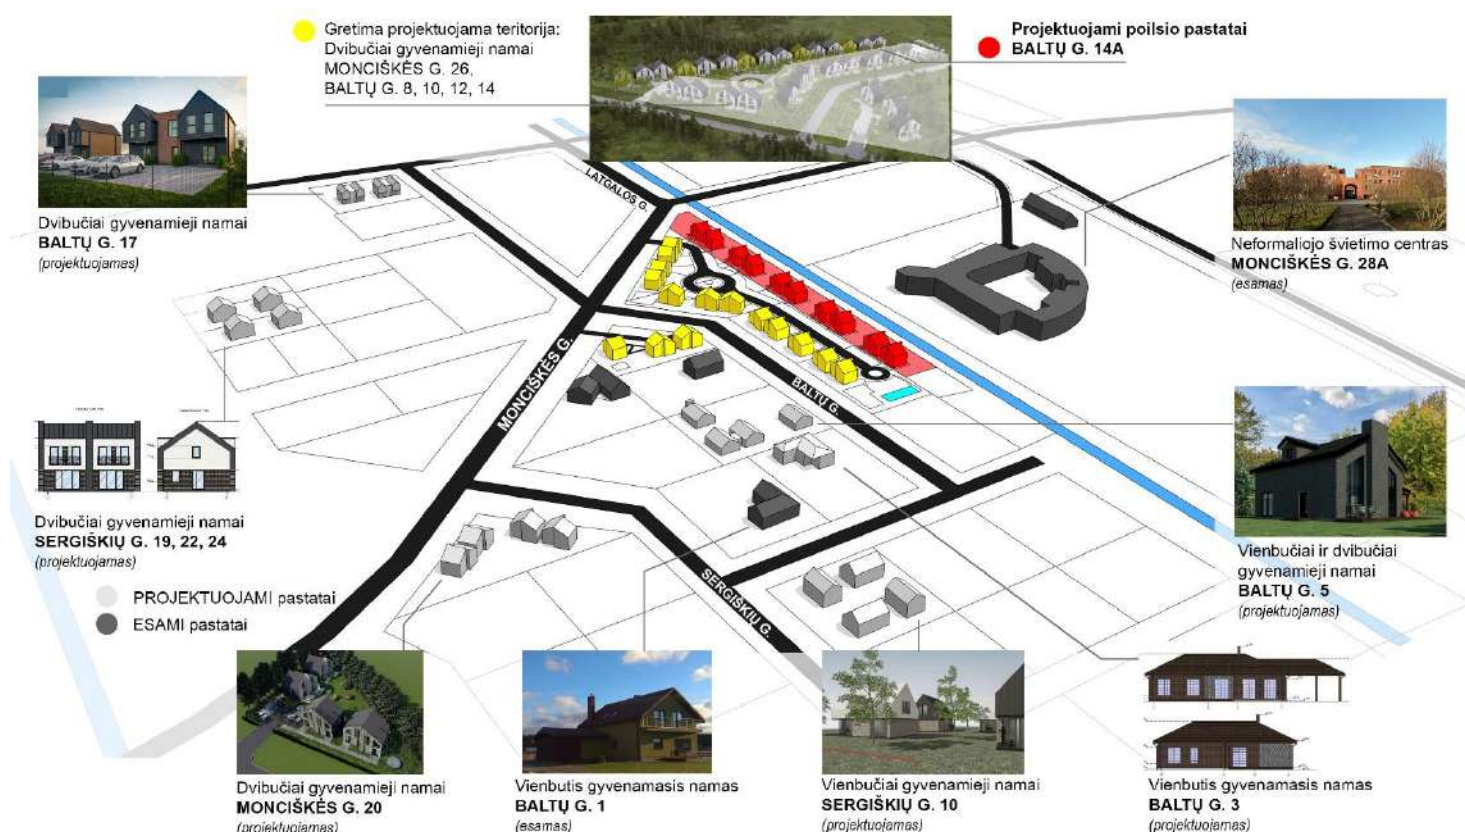 Gretima projektuojama teritorija:
Dvibučiai gyvenamieji namai
MONCIŠKĖS G. 26,
BALTŲ G. 8, 10, 12, 14
Projektuojami poilsio pastatai
BALTŲ G. 14A
Dvibučiai gyvenamieji namai
BALTŲ G. 17
(projektuojamas)
Neformaliojo švietimo centras
MONCIŠKĖS G. 28A
(esamas)
LATGALOS G.
MONCIŠKĖS G.
BALTŲ G.
SERGIŠKIŲ G.
Dvibučiai gyvenamieji namai
SERGIŠKIŲ G. 19, 22, 24
(projektuojamas)
Vienbučiai ir dvibučiai
gyvenamieji namai
BALTŲ G. 5
(projektuojamas)
PROJEKTUOJAMI pastatai
ESAMI pastatai
Dvibučiai gyvenamieji namai
MONCIŠKĖS G. 20
(projektuojamas)
Vienbutis gyvenamasis namas
BALTŲ G. 1
(esamas)
Vienbučiai gyvenamieji namai
SERGIŠKIŲ G. 10
(projektuojamas)
Vienbutis gyvenamasis namas
BALTŲ G. 3
(projektuojamas)